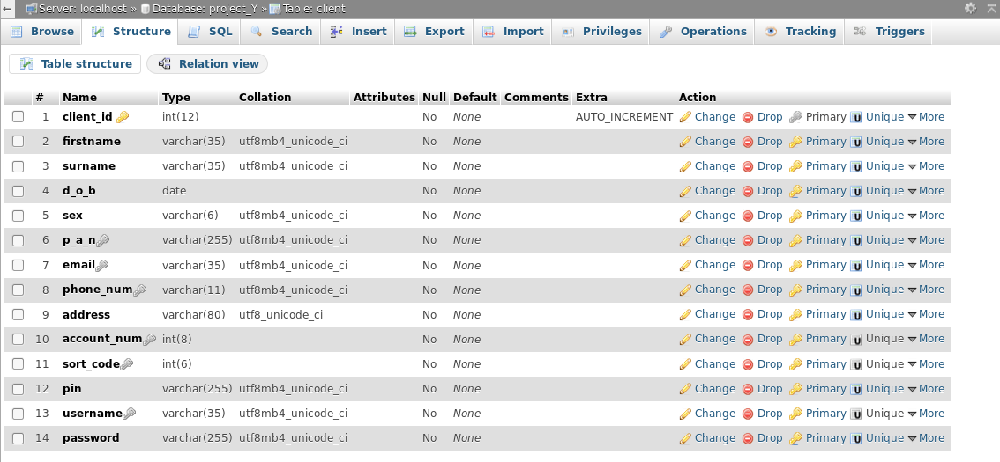 Server: localhost » Database: project_Y » Table: client
Browse Structure SQL Search Insert Export Import Privileges Operations Tracking Triggers
Table structure Relation view
# Name Type Collation Attributes Null Default Comments Extra Action
1 client_id int(12) No None AUTO_INCREMENT Change Drop Primary Unique More
2 firstname varchar(35) utf8mb4_unicode_ci No None Change Drop Primary Unique More
3 surname varchar(35) utf8mb4_unicode_ci No None Change Drop Primary Unique More
4 d_o_b date No None Change Drop Primary Unique More
5 sex varchar(6) utf8mb4_unicode_ci No None Change Drop Primary Unique More
6 p_a_n varchar(255) utf8mb4_unicode_ci No None Change Drop Primary Unique More
7 email varchar(35) utf8mb4_unicode_ci No None Change Drop Primary Unique More
8 phone_num varchar(11) utf8mb4_unicode_ci No None Change Drop Primary Unique More
9 address varchar(80) utf8_unicode_ci No None Change Drop Primary Unique More
10 account_num int(8) No None Change Drop Primary Unique More
11 sort_code int(6) No None Change Drop Primary Unique More
12 pin varchar(255) utf8mb4_unicode_ci No None Change Drop Primary Unique More
13 username varchar(35) utf8mb4_unicode_ci No None Change Drop Primary Unique More
14 password varchar(255) utf8mb4_unicode_ci No None Change Drop Primary Unique More